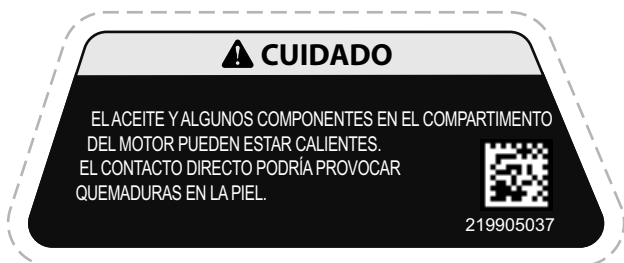 CUIDADO
EL ACEITE Y ALGUNOS COMPONENTES EN EL COMPARTIMENTO
DEL MOTOR PUEDEN ESTAR CALIENTES.
EL CONTACTO DIRECTO PODRÍA PROVOCAR
QUEMADURAS EN LA PIEL.
219905037